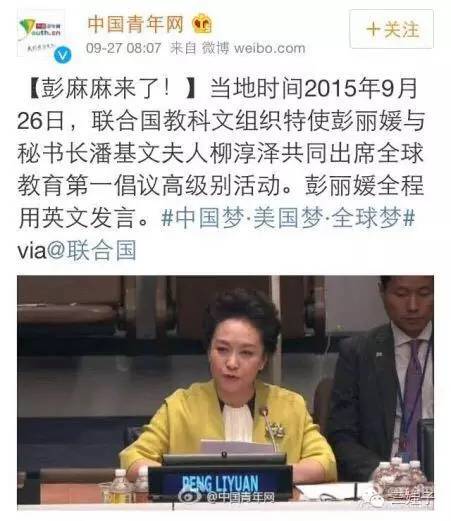 中国青年网
09-27 08:07 来自 微博 weibo.com
+关注
Youth.cn
【彭麻麻来了！】当地时间2015年9月
26日，联合国教科文组织特使彭丽媛与
秘书长潘基文夫人柳淳泽共同出席全球
教育第一倡议高级别活动。彭丽媛全程
用英文发言。#中国梦·美国梦·全球梦#
via@联合国
PENG LIYUAN
@中国青年网